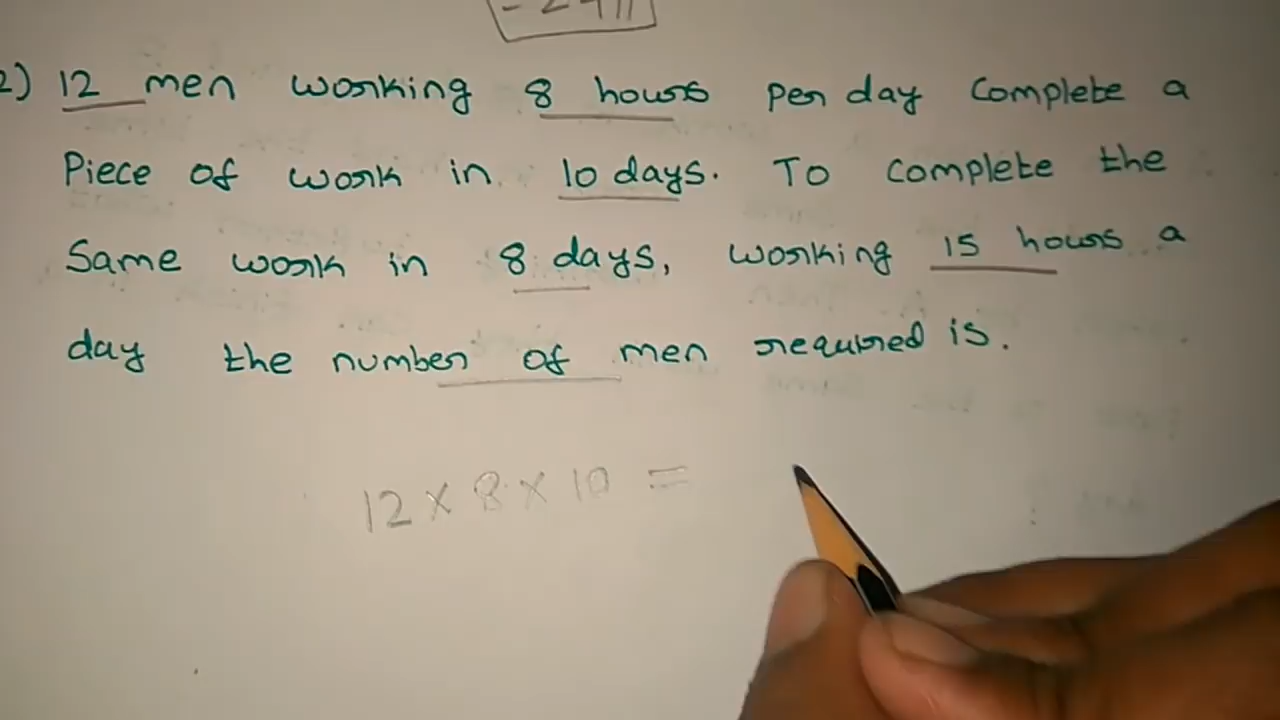 2) 12 men working 8 hours per day complete a
Piece of work in 10 days. To complete the
Same work in 8 days, working 15 hours a
day the number of men required is.
12 × 8 × 10 =